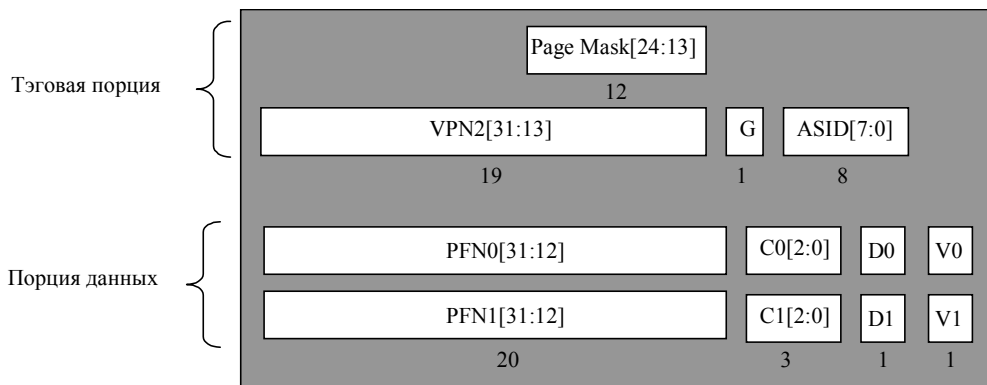 Тэговая порция
Page Mask[24:13]
12
VPN2[31:13] G ASID[7:0]
19 1 8
Порция данных
PFN0[31:12] C0[2:0] D0 V0
PFN1[31:12] C1[2:0] D1 V1
20 3 1 1